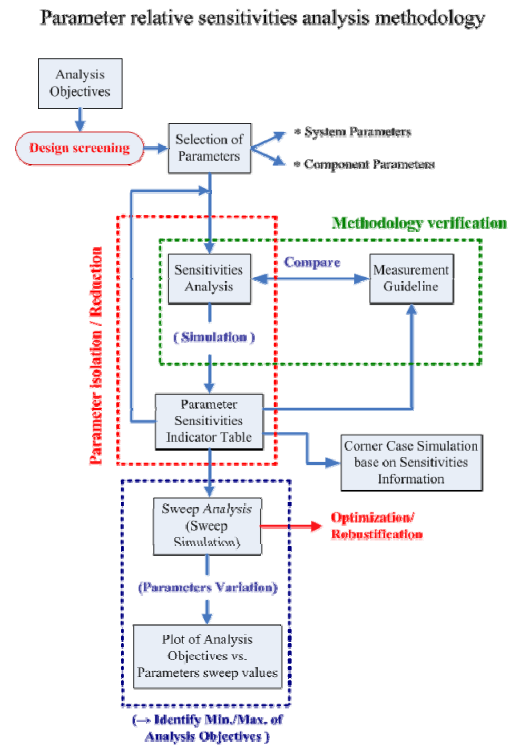 Parameter relative sensitivities analysis methodology
Analysis
Objectives
Design screening
Selection of
Parameters
* System Parameters
* Component Parameters
Methodology verification
Parameter isolation / Reduction
Sensitivities
Analysis
Compare
Measurement
Guideline
( Simulation )
Parameter
Sensitivities
Indicator Table
Corner Case Simulation
base on Sensitivities
Information
Sweep Analysis
(Sweep
Simulation)
Optimization/
Robustification
(Parameters Variation)
Plot of Analysis
Objectives vs.
Parameters sweep values
(→ Identify Min./Max. of
Analysis Objectives )